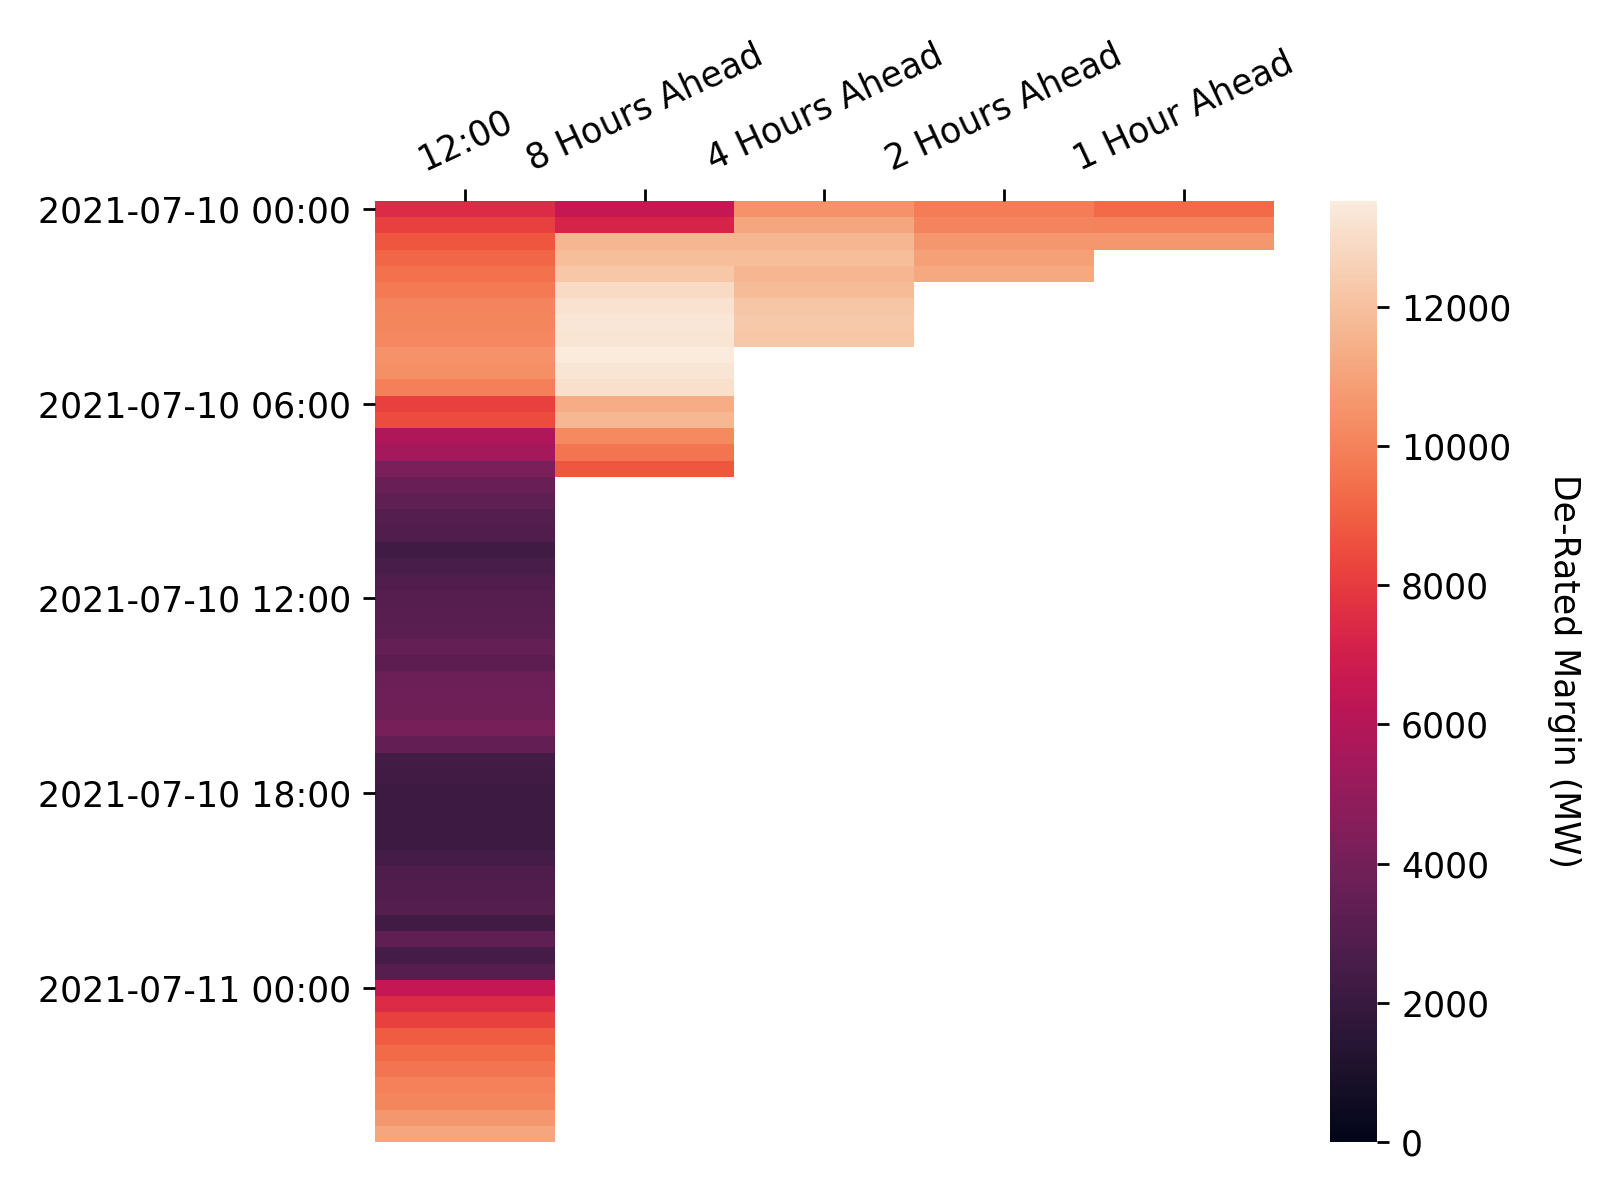 12:00
8 Hours Ahead
4 Hours Ahead
2 Hours Ahead
1 Hour Ahead
2021-07-10 00:00
2021-07-10 06:00
2021-07-10 12:00
2021-07-10 18:00
2021-07-11 00:00
12000
10000
8000
6000
4000
2000
0
De-Rated Margin (MW)